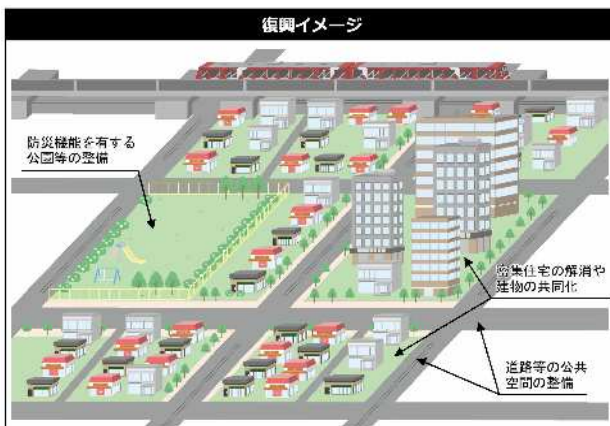 復興イメージ
防災機能を有する
公園等の整備
密集住宅の解消や
建物の共同化
道路等の公共
空間の整備